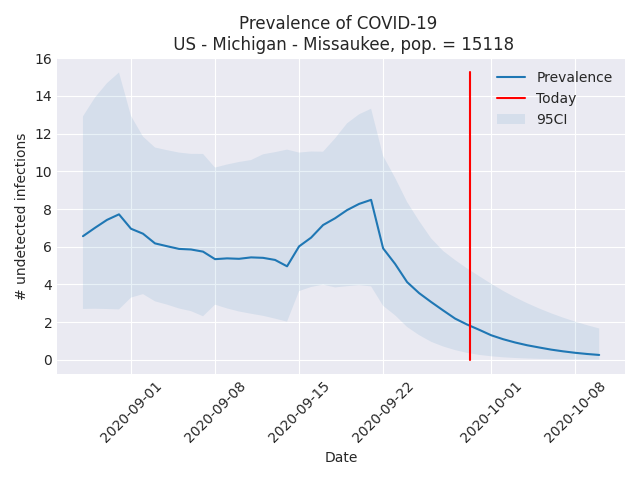 Prevalence of COVID-19
US - Michigan - Missaukee, pop. = 15118
Prevalence
Today
95CI
# undetected infections
16
14
12
10
8
6
4
2
0
2020-09-01
2020-09-08
2020-09-15
2020-09-22
2020-10-01
2020-10-08
Date